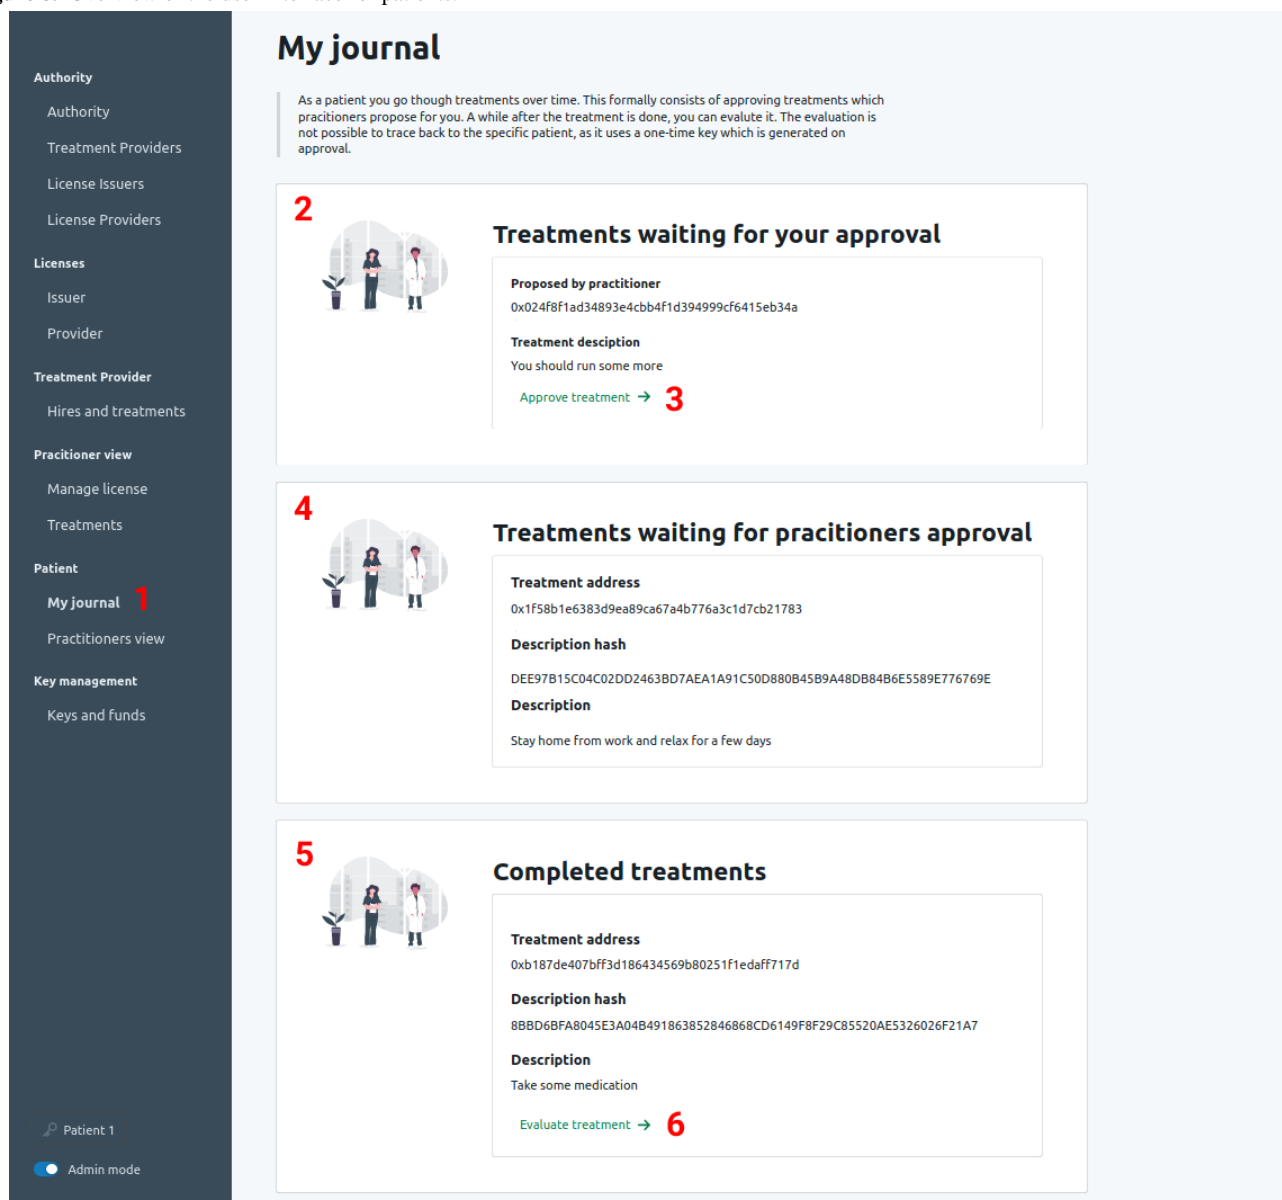 My journal
Authority
Authority
Treatment Providers
License Issuers
License Providers
Licenses
Issuer
Provider
Treatment Provider
Hires and treatments
Pracitioner view
Manage license
Treatments
Patient
My journal 1
Practitioners view
Key management
Keys and funds
Patient 1
Admin mode
As a patient you go though treatments over time. This formally consists of approving treatments which
pracitioners propose for you. A while after the treatment is done, you can evalute it. The evaluation is
not possible to trace back to the specific patient, as it uses a one-time key which is generated on
approval.
2
Treatments waiting for your approval
Proposed by practitioner
0x024f8f1ad34893e4cbb4f1d394999cf6415eb34a
Treatment desciption
You should run some more
Approve treatment → 3
4
Treatments waiting for pracitioners approval
Treatment address
0x1f58b1e6383d9ea89ca67a4b776a3c1d7cb21783
Description hash
DEE97B15C04C02DD2463BD7AEA1A91C50D880B45B9A48DB84B6E5589E776769E
Description
Stay home from work and relax for a few days
5
Completed treatments
Treatment address
0xb187de407bff3d186434569b80251f1edaff717d
Description hash
8BBD6BFA8045E3A04B491863852846868CD6149F8F29C85520AE5326026F21A7
Description
Take some medication
Evaluate treatment → 6